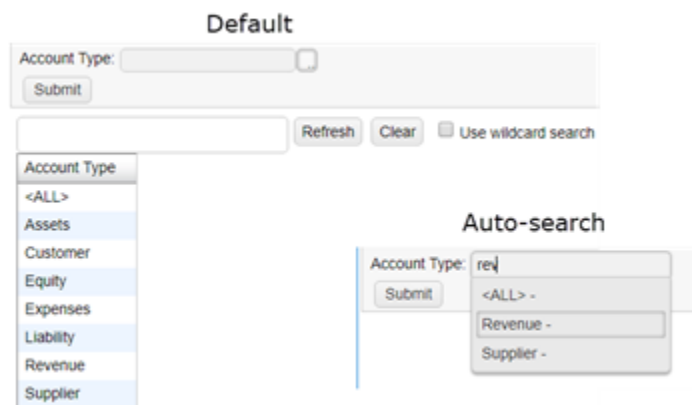 Default
Account Type:
Submit
Refresh Clear Use wildcard search
Account Type
<ALL>
Assets
Customer
Equity
Expenses
Liability
Revenue
Supplier
Auto-search
Account Type: rev
Submit
<ALL> -
Revenue -
Supplier -